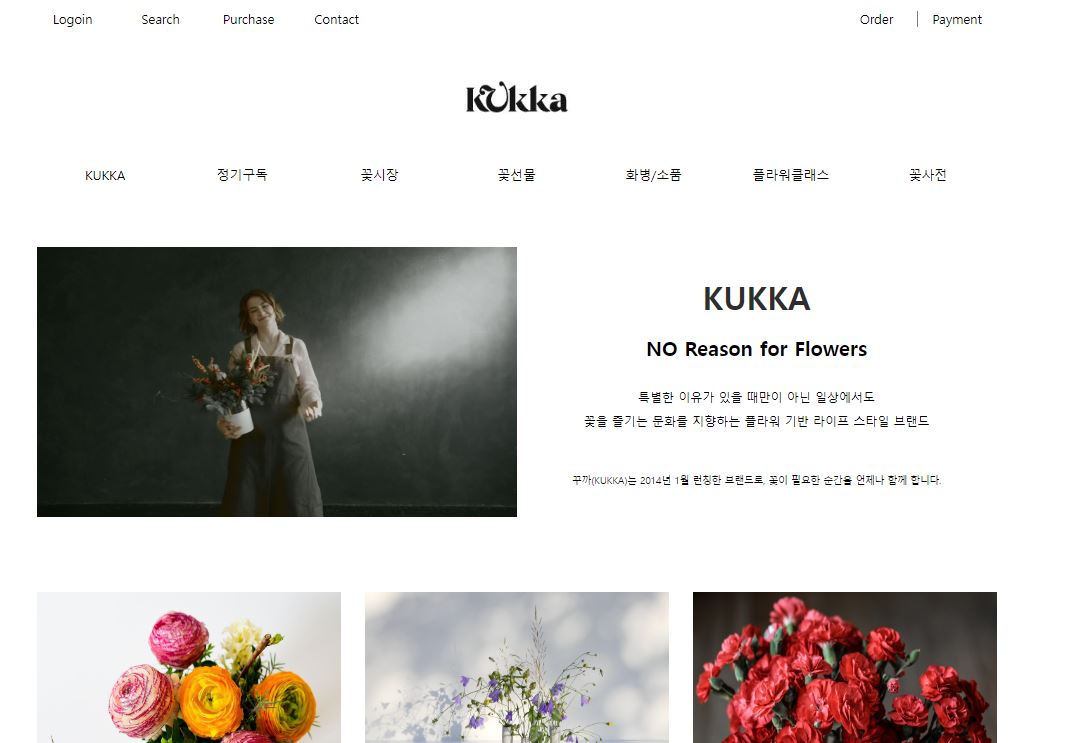 Logoin Search Purchase Contact Order Payment
Kukka
KUKKA 정기구독 꽃시장 꽃선물 화병/소품 플라워클래스 꽃사전
KUKKA
NO Reason for Flowers
특별한 이유가 있을 때만이 아닌 일상에서도
꽃을 즐기는 문화를 지향하는 플라워 기반 라이프 스타일 브랜드
꾸까(KUKKA)는 2014년 1월 런칭한 브랜드로, 꽃이 필요한 순간을 언제나 함께 합니다.